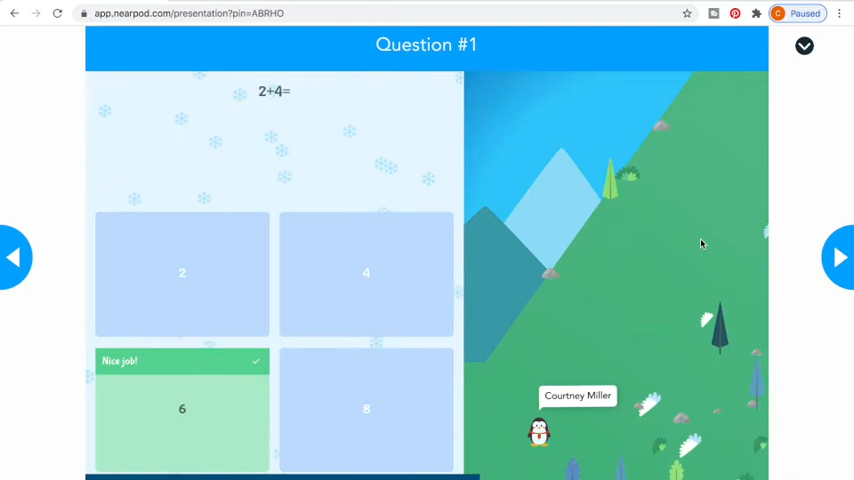 app.nearpod.com/presentation?pin=ABRHO
C
Paused
Question #1
2+4=
2
4
Nice job!
6
8
Courtney Miller